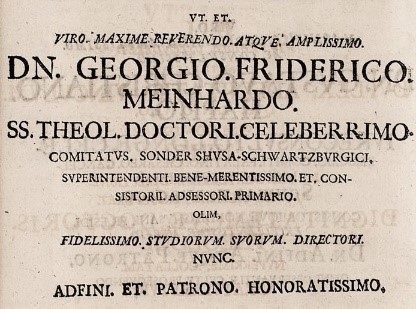 VT. ET.
VIRO. MAXIME. REVERENDO. ATQVE. AMPLISSIMO.
DN. GEORGIO. FRIDERICO.
MEINHARDO.
SS. THEOL. DOCTORI. CELEBERRIMO.
COMITATVS. SONDER SHVSA-SCHWARTZBVRGICI.
SVPERINTENDENTI. BENE-MERENTISSIMO. ET. CON-
SISTORII. ADSESSORI. PRIMARIO.
OLIM,
FIDELISSIMO. STVDIORVM. SVORVM. DIRECTORI.
NVNC.
ADFINI. ET. PATRONO. HONORATISSIMO,